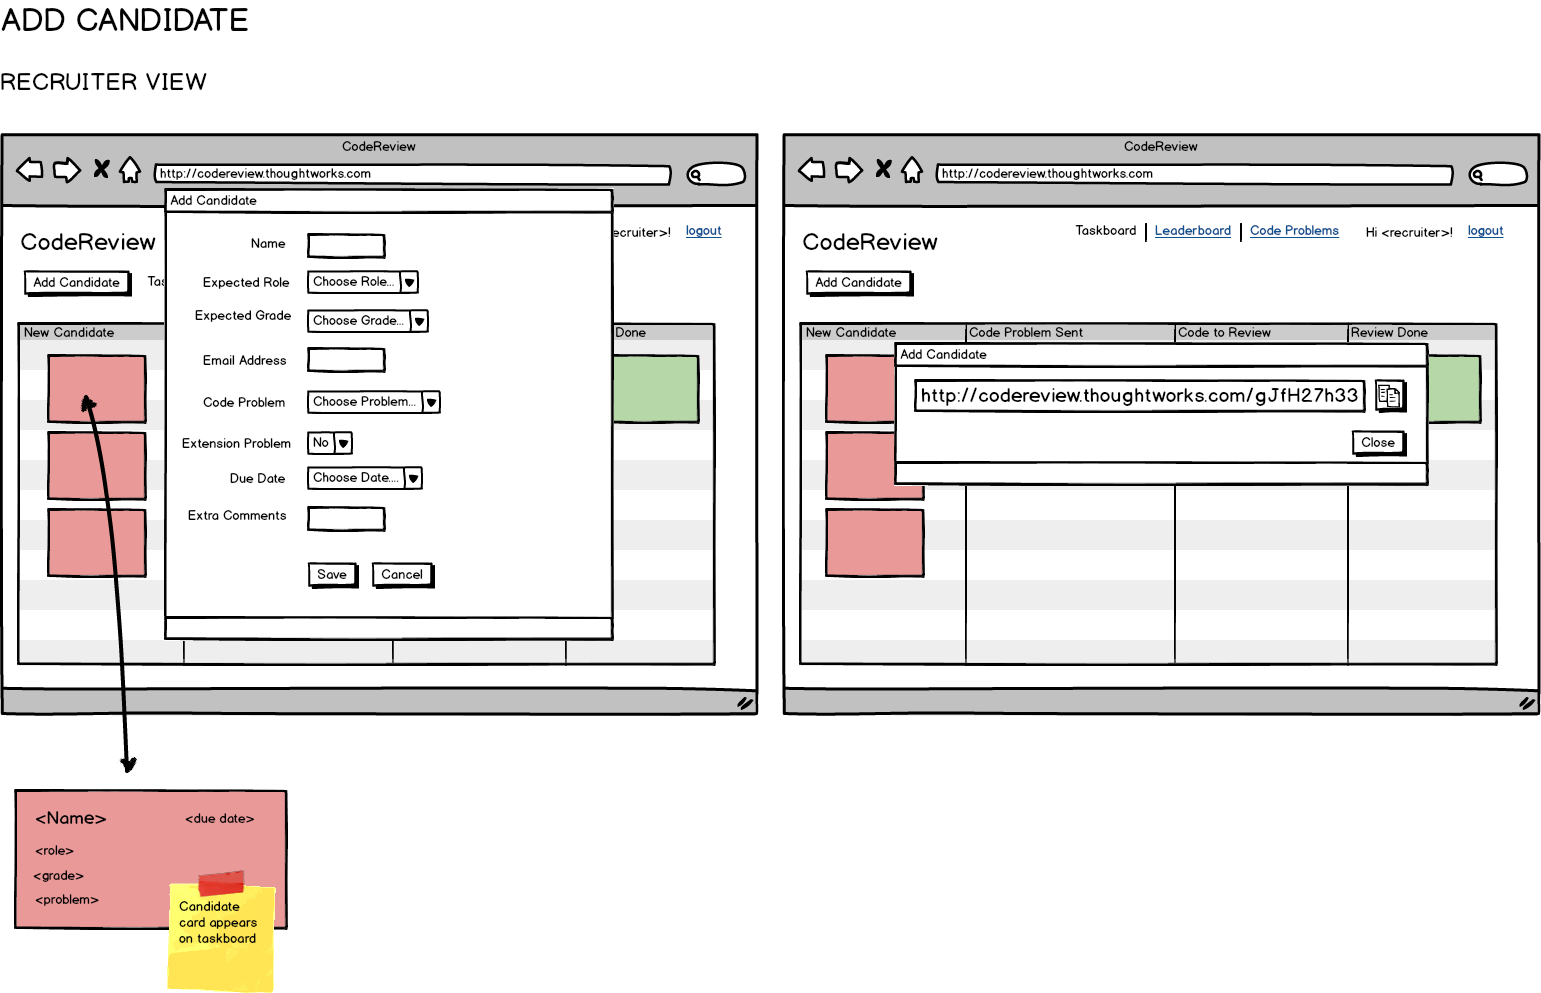 ADD CANDIDATE
RECRUITER VIEW
CodeReview
http://codereview.thoughtworks.com
Add Candidate
CodeReview
ecruiter>!
logout
Add Candidate
Tas
New Candidate
Done
Name
Expected Role
Choose Role...
Expected Grade
Choose Grade...
Email Address
Code Problem
Choose Problem...
Extension Problem
No
Due Date
Choose Date....
Extra Comments
Save
Cancel
CodeReview
http://codereview.thoughtworks.com
CodeReview
Taskboard
Leaderboard
Code Problems
Hi <recruiter>!
logout
Add Candidate
New Candidate
Code Problem Sent
Code to Review
Review Done
Add Candidate
http://codereview.thoughtworks.com/gJfH27h33
Close
<Name>
<due date>
<role>
<grade>
<problem>
Candidate
card appears
on taskboard